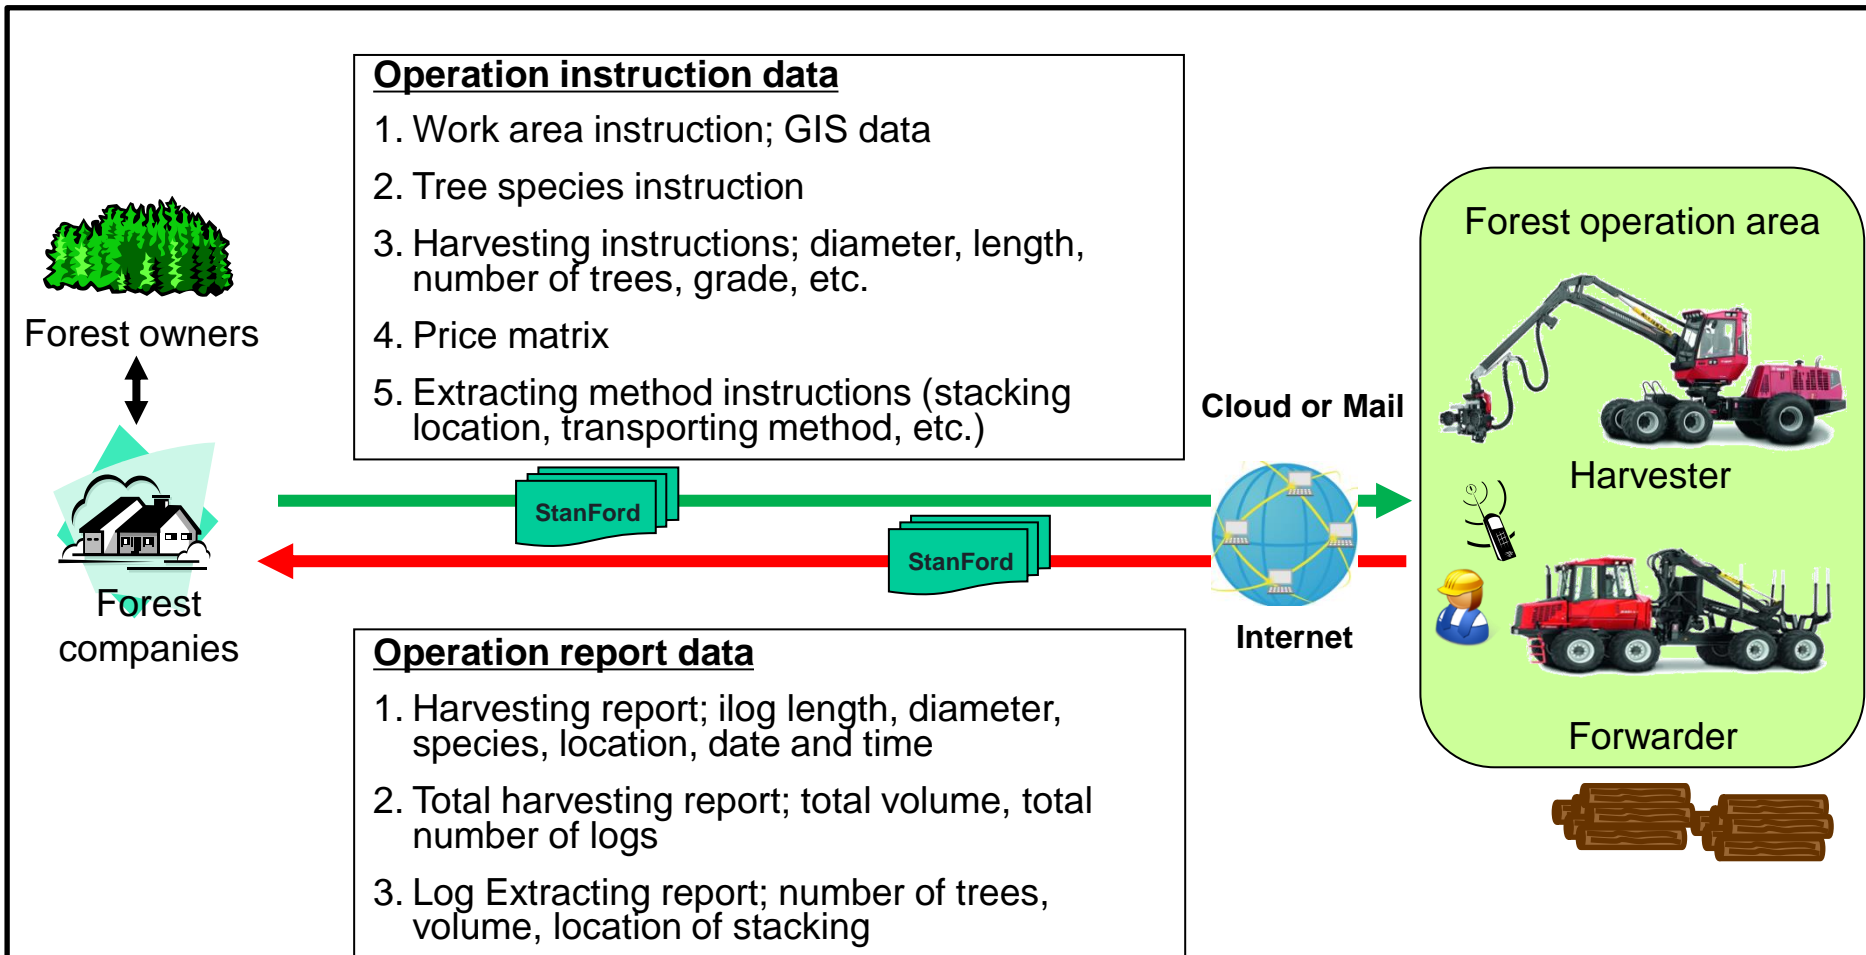 Operation instruction data
1. Work area instruction; GIS data
2. Tree species instruction
3. Harvesting instructions; diameter, length,
number of trees, grade, etc.
4. Price matrix
5. Extracting method instructions (stacking
location, transporting method, etc.)
Forest owners
Forest
companies
StanForD
StanForD
Cloud or Mail
Internet
Forest operation area
Harvester
Forwarder
Operation report data
1. Harvesting report; ilog length, diameter,
species, location, date and time
2. Total harvesting report; total volume, total
number of logs
3. Log Extracting report; number of trees,
volume, location of stacking